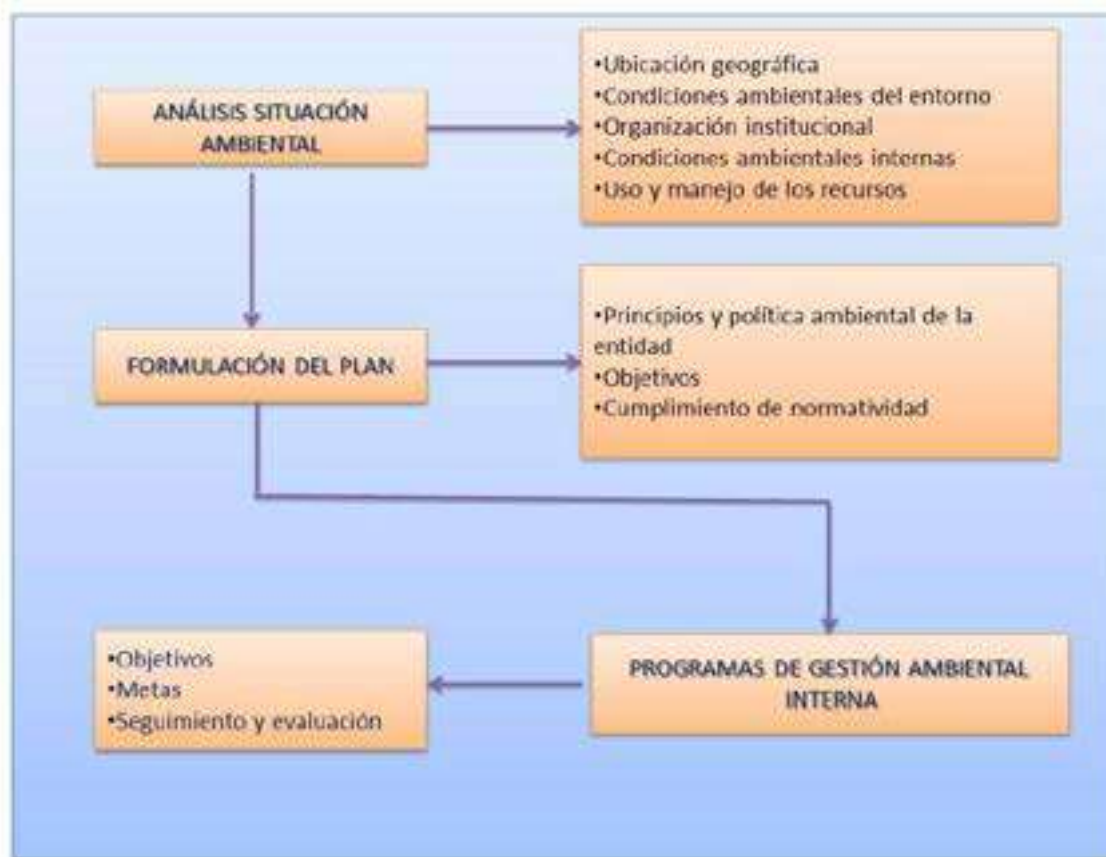 ANÁLISIS SITUACIÓN
AMBIENTAL
•Ubicación geográfica
•Condiciones ambientales del entorno
•Organización institucional
•Condiciones ambientales internas
•Uso y manejo de los recursos
FORMULACIÓN DEL PLAN
•Principios y política ambiental de la
entidad
•Objetivos
•Cumplimiento de normatividad
PROGRAMAS DE GESTIÓN AMBIENTAL
INTERNA
•Objetivos
•Metas
•Seguimiento y evaluación